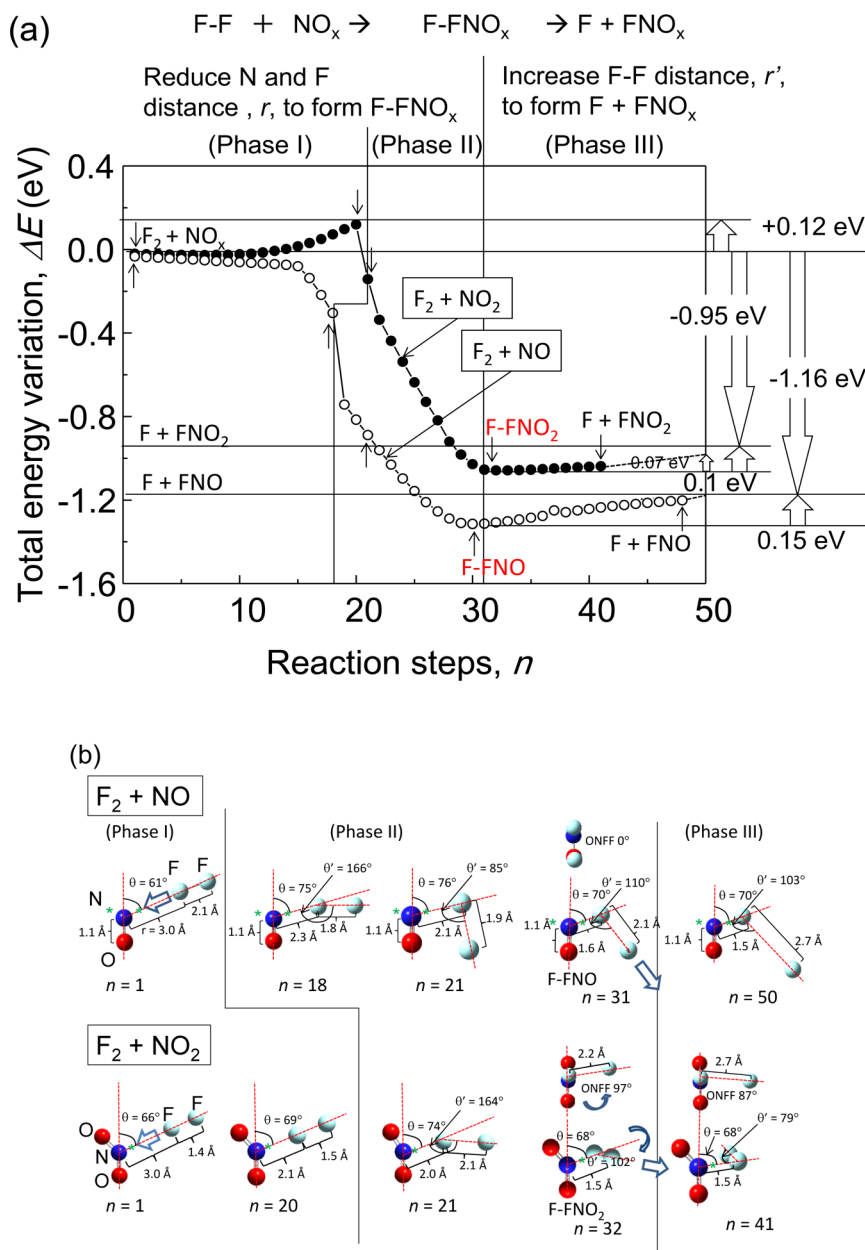 (a)
F-F + NOx → F-FNOx → F + FNOx
Reduce N and F
distance , r, to form F-FNOx
(Phase I)
(Phase II)
Increase F-F distance, r’,
to form F + FNOx
(Phase III)
Total energy variation, ΔE (eV)
0.4
0.0
-0.4
-0.8
-1.2
-1.6
F2 + NOx
F2 + NO2
F2 + NO
F + FNO2
F + FNO
F-FNO2
F + FNO2
F-FNO
F + FNO
+0.12 eV
-0.95 eV
-1.16 eV
0.07 eV
0.1 eV
0.15 eV
0 10 20 30 40 50
Reaction steps, n
(b)
F2 + NO
(Phase I)
(Phase II)
(Phase III)
θ = 61°
F F
N
2.1 Å
1.1 Å
r = 3.0 Å
O
n = 1
θ = 75°
θ’ = 166°
1.1 Å
2.3 Å
1.8 Å
n = 18
θ = 76°
θ’ = 85°
1.1 Å
2.1 Å
1.9 Å
n = 21
ONFF 0°
θ = 70°
θ’ = 110°
1.1 Å
1.6 Å
2.1 Å
F-FNO
n = 31
θ = 70°
θ’ = 103°
1.1 Å
1.5 Å
2.7 Å
n = 50
F2 + NO2
θ = 66°
F F
O
N
O
1.4 Å
3.0 Å
n = 1
θ = 69°
1.5 Å
2.1 Å
n = 20
θ = 74°
θ’ = 164°
2.0 Å
2.1 Å
n = 21
2.2 Å
ONFF 97°
θ = 68°
θ’ = 102°
1.5 Å
F-FNO2
n = 32
2.7 Å
ONFF 87°
θ = 68°
θ’ = 79°
1.5 Å
n = 41